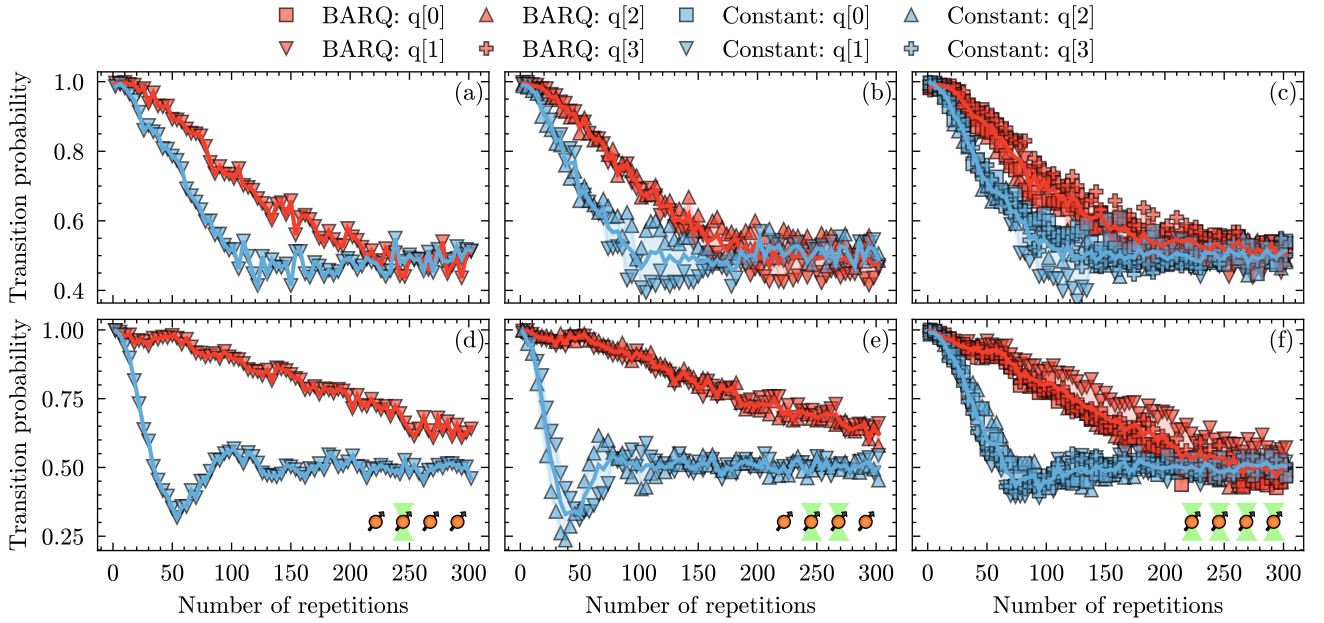 BARQ: q[0] BARQ: q[2] Constant: q[0] Constant: q[2]
BARQ: q[1] BARQ: q[3] Constant: q[1] Constant: q[3]
Transition probability
1.0
0.8
0.6
0.4
(a)
(b)
(c)
Transition probability
1.00
0.75
0.50
0.25
(d)
(e)
(f)
0 50 100 150 200 250 300
0 50 100 150 200 250 300
0 50 100 150 200 250 300
Number of repetitions
Number of repetitions
Number of repetitions